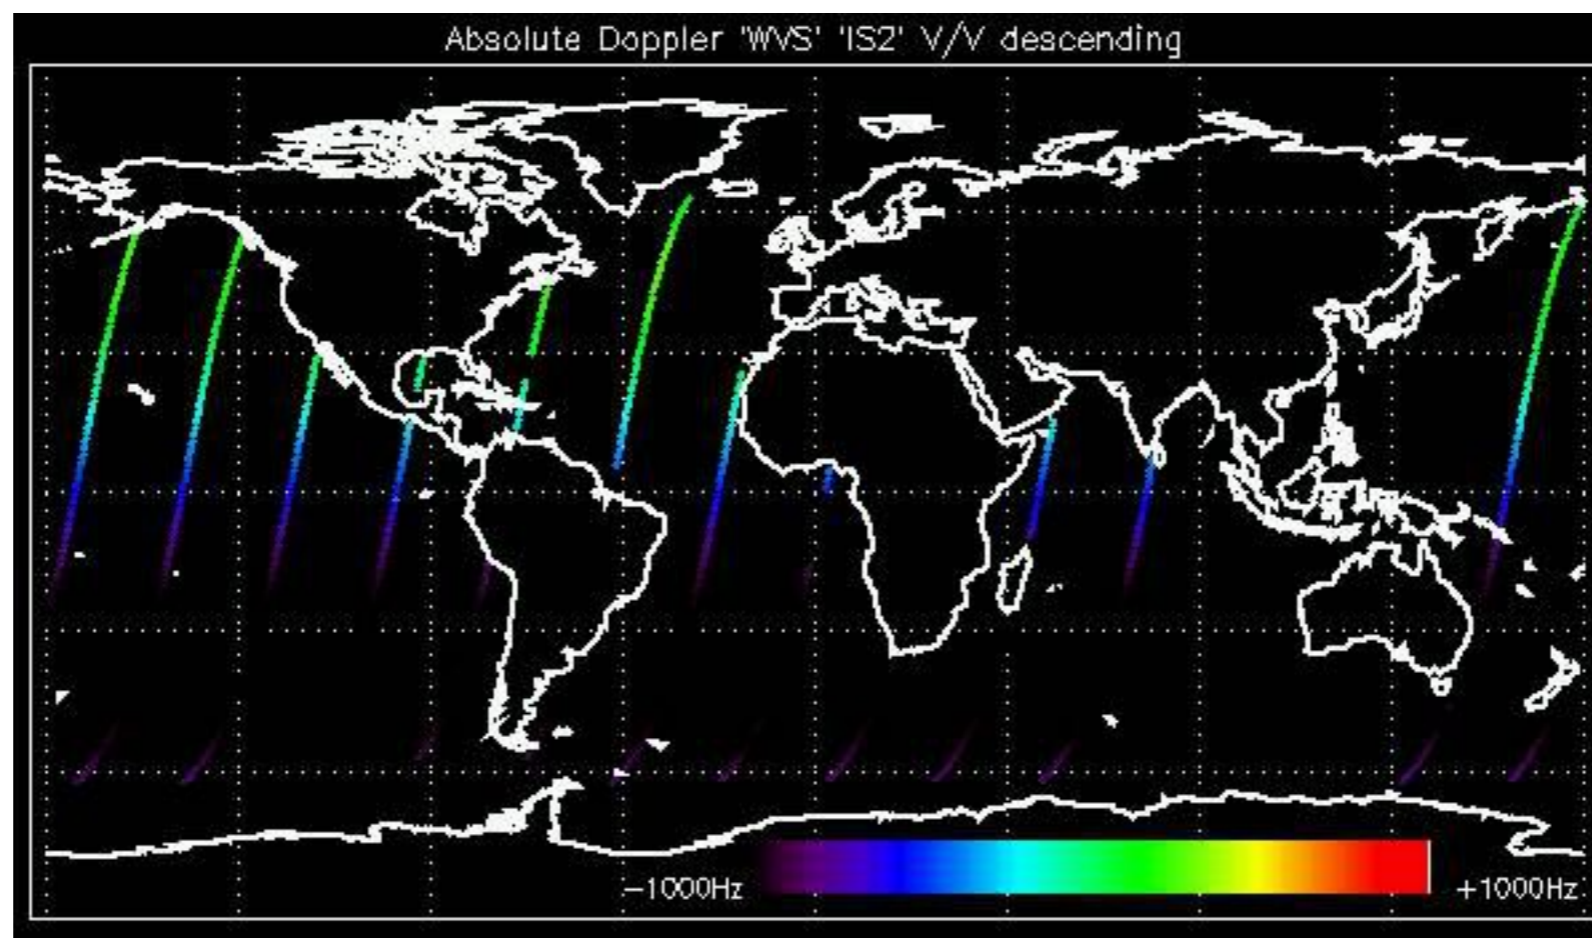 Absolute Doppler 'WVS' 'IS2' V/V descending
−1000Hz +1000Hz